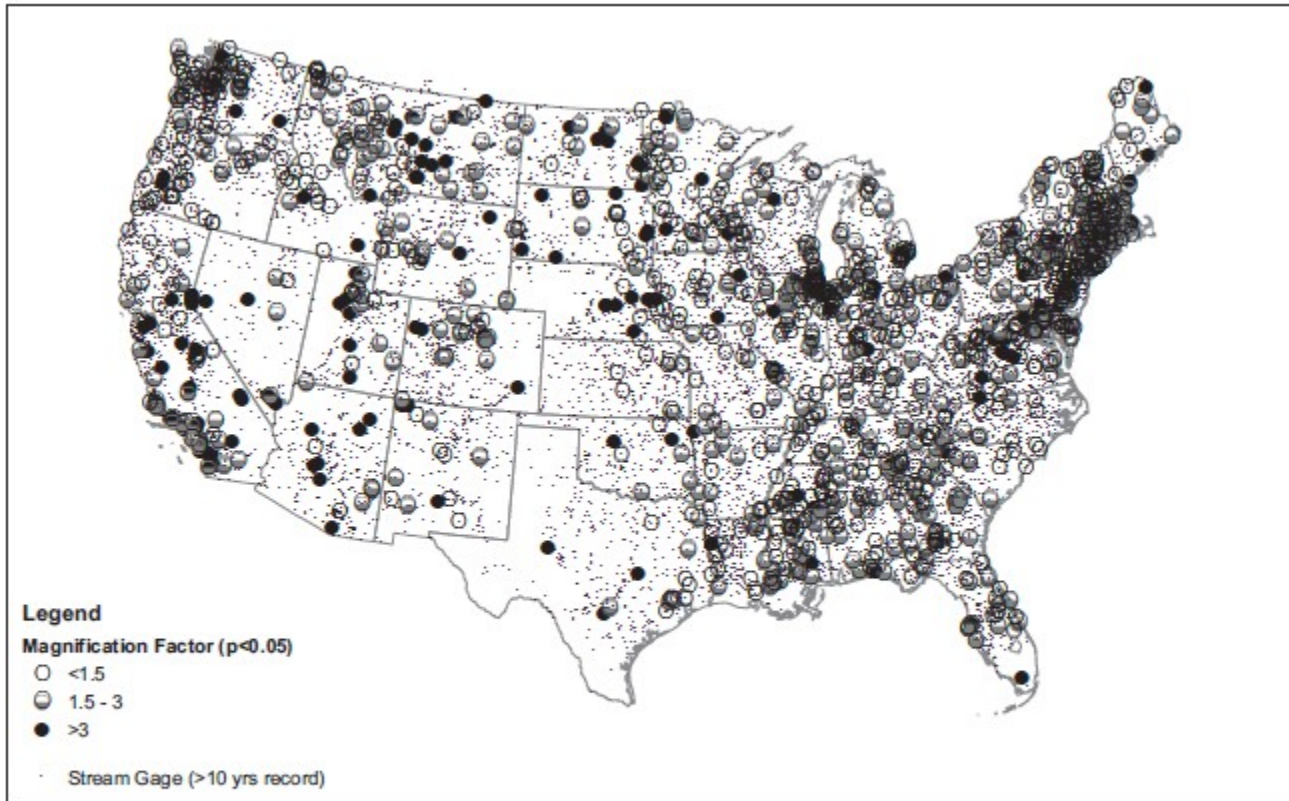 Legend
Magnification Factor (p<0.05)
<1.5
1.5 - 3
>3
Stream Gage (>10 yrs record)